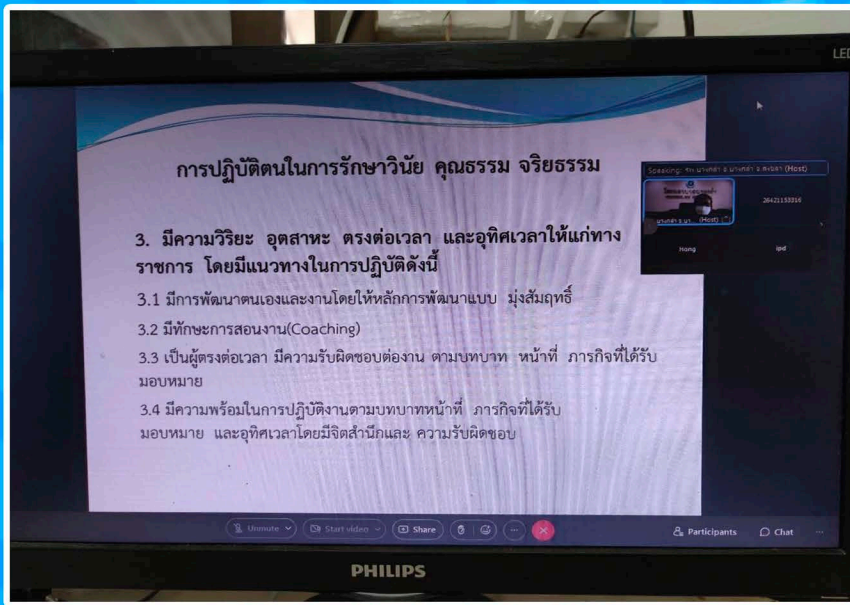 LED
การปฏิบัติตนในการรักษาวินัย คุณธรรม จริยธรรม
3. มีความวิริยะ อุตสาหะ ตรงต่อเวลา และอุทิศเวลาให้แก่ทาง
ราชการ โดยมีแนวทางในการปฏิบัติดังนี้
3.1 มีการพัฒนาตนเองและงานโดยให้หลักการพัฒนาแบบ มุ่งสัมฤทธิ์
3.2 มีทักษะการสอนงาน(Coaching)
3.3 เป็นผู้ตรงต่อเวลา มีความรับผิดชอบต่องาน ตามบทบาท หน้าที่ ภารกิจที่ได้รับ
มอบหมาย
3.4 มีความพร้อมในการปฏิบัติงานตามบทบาทหน้าที่ ภารกิจที่ได้รับ
มอบหมาย และอุทิศเวลาโดยมีจิตสำนึกและ ความรับผิดชอบ
Speaking: (Host)
26421153316
(Host)
Hong
ipd
Unmute
Start video
Share
Participants
Chat
PHILIPS